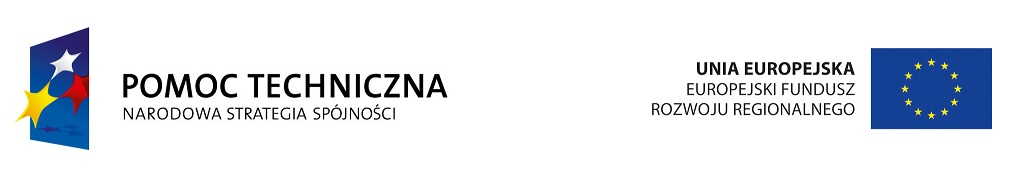 POMOC TECHNICZNA
NARODOWA STRATEGIA SPÓJNOŚCI
UNIA EUROPEJSKA
EUROPEJSKI FUNDUSZ
ROZWOJU REGIONALNEGO